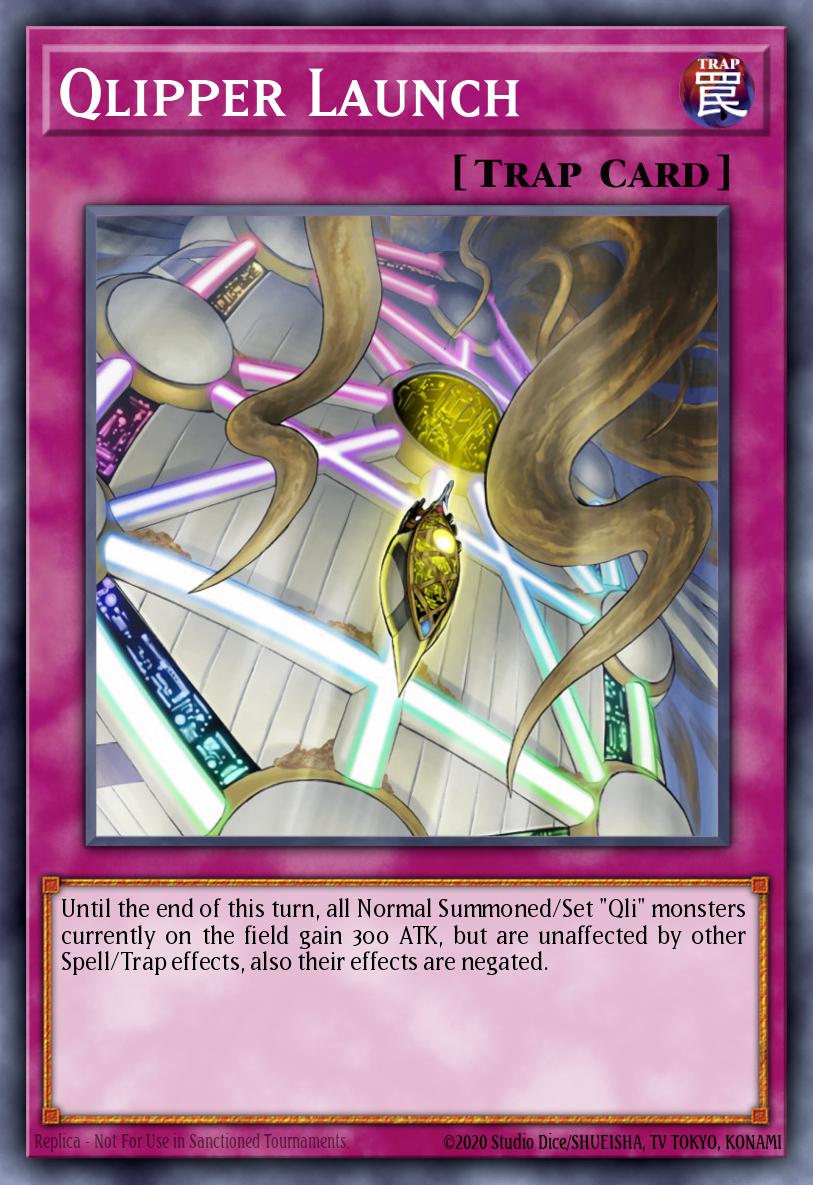 Qlipper Launch
TRAP
罠
[Trap Card]
Until the end of this turn, all Normal Summoned/Set "Qli" monsters
currently on the field gain 300 ATK, but are unaffected by other
Spell/Trap effects, also their effects are negated.
Replica - Not For Use in Sanctioned Tournaments.
©2020 Studio Dice/SHUEISHA, TV TOKYO, KONAMI